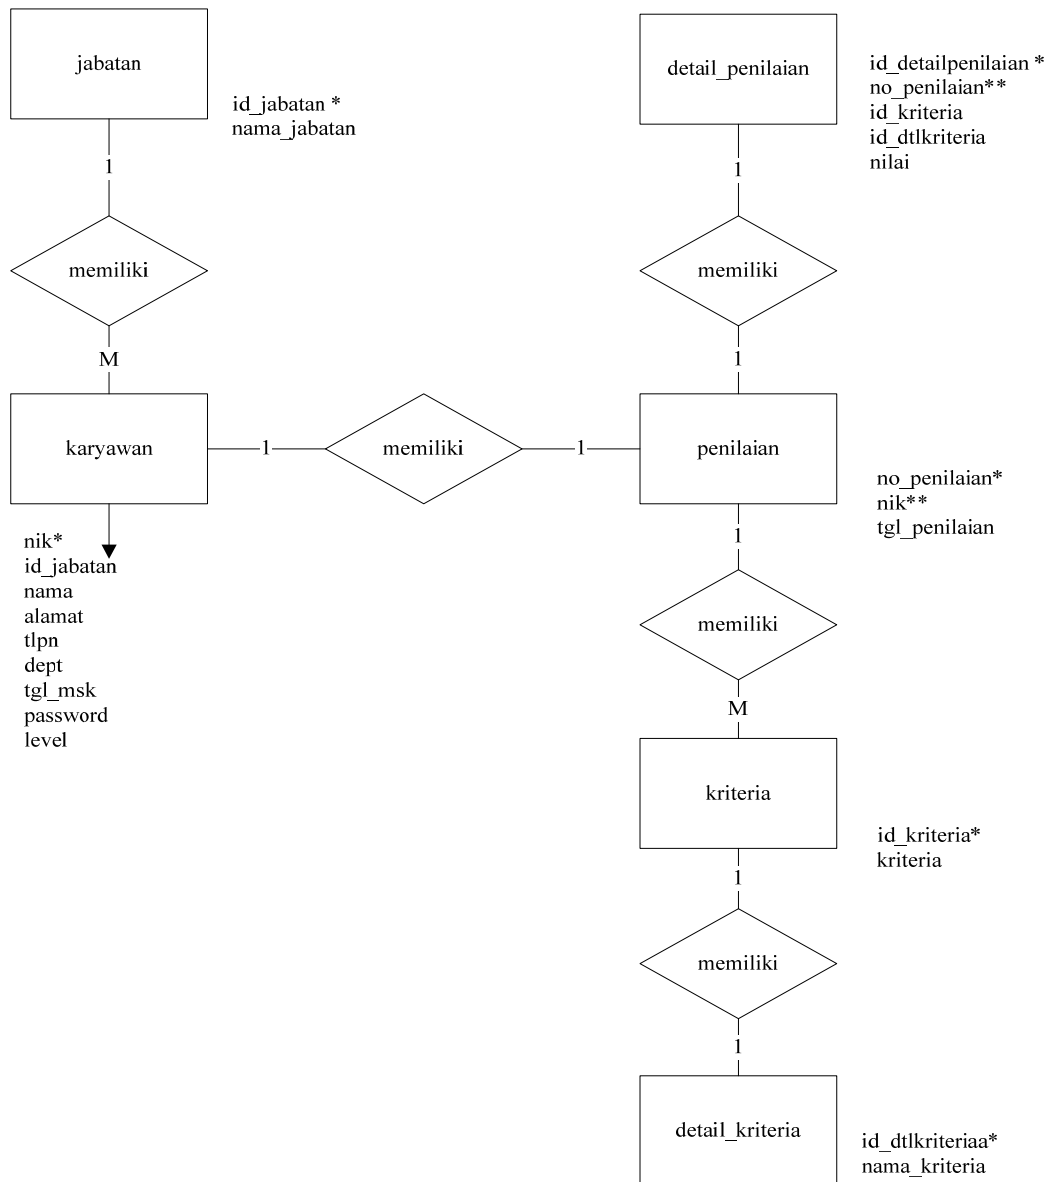 jabatan
id_jabatan *
nama_jabatan
1
memiliki
M
karyawan
nik*
id_jabatan
nama
alamat
tlpn
dept
tgl_msk
password
level
1
memiliki
1
detail_penilaian
id_detailpenilaian *
no_penilaian**
id_kriteria
id_dtlkriteria
nilai
1
memiliki
1
penilaian
no_penilaian*
nik**
tgl_penilaian
1
memiliki
M
kriteria
id_kriteria*
kriteria
1
memiliki
1
detail_kriteria
id_dtlkriteriaa*
nama_kriteria